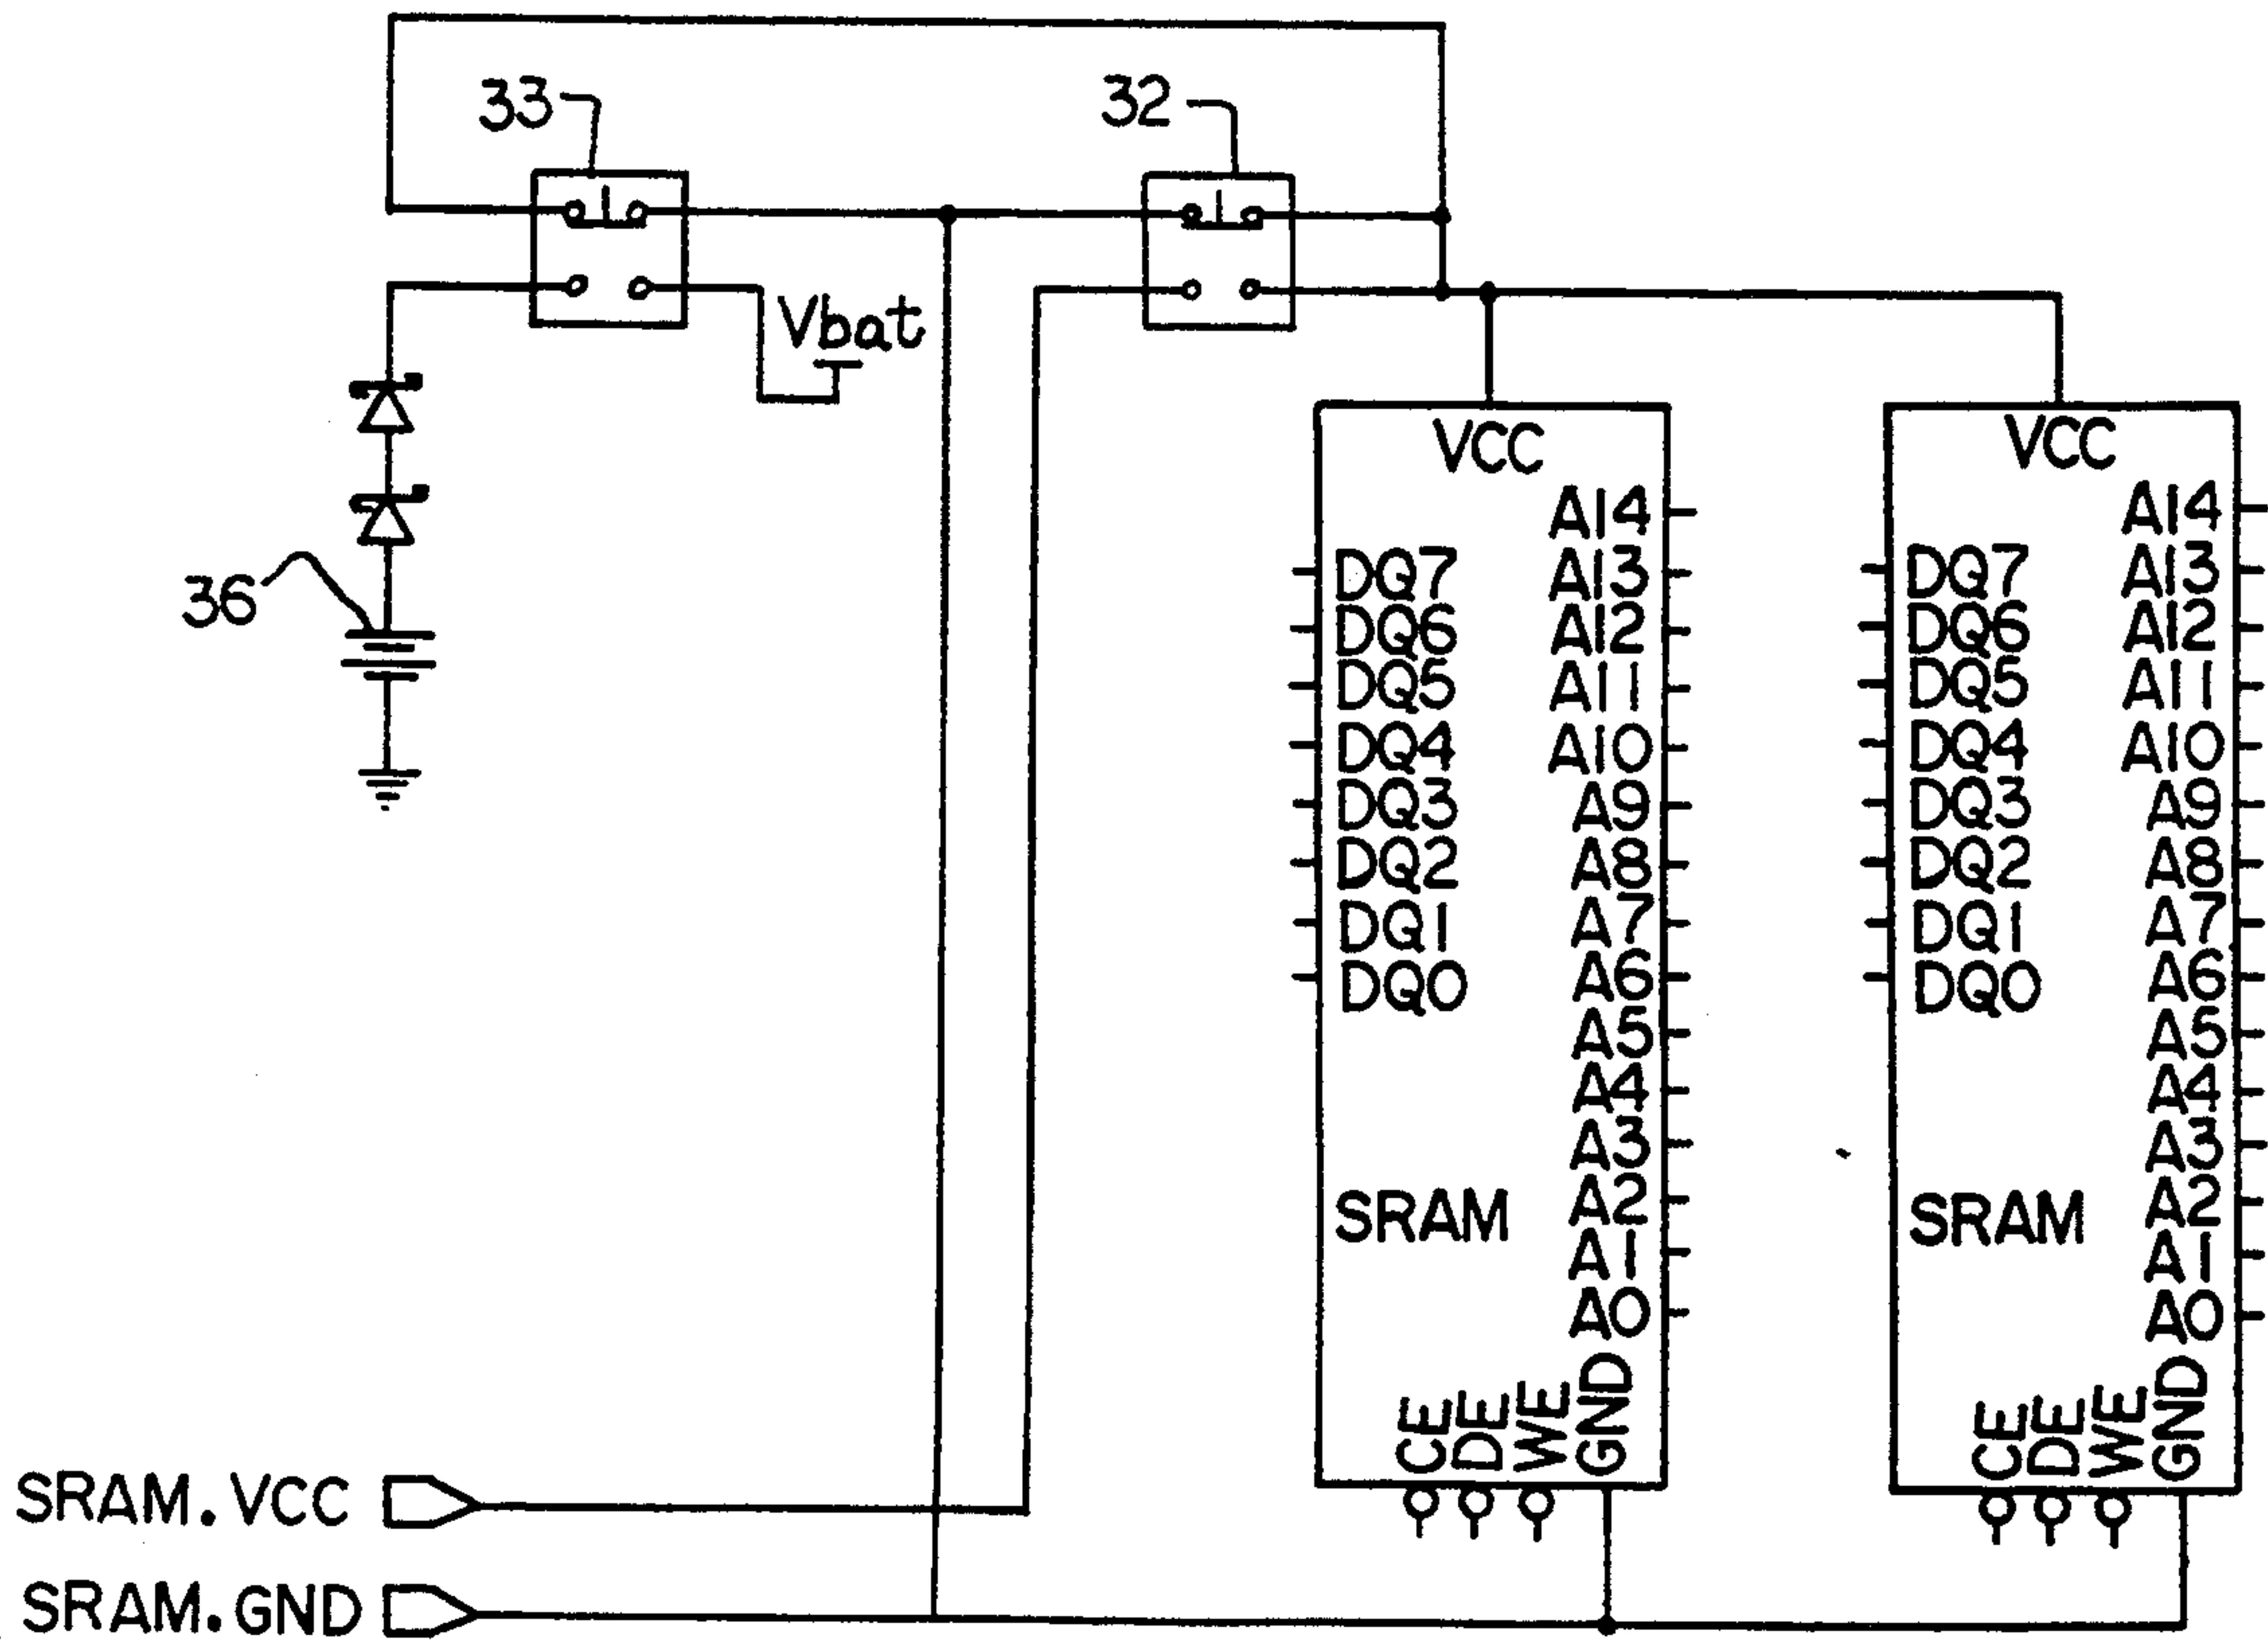 33
32
Vbat
36
VCC
A14
DQ7 A13
DQ6 A12
DQ5 A11
DQ4 A10
DQ3 A9
DQ2 A8
DQ1 A7
DQ0 A6
A5
A4
A3
SRAM A2
A1
A0
CE DE WE GND
VCC
A14
DQ7 A13
DQ6 A12
DQ5 A11
DQ4 A10
DQ3 A9
DQ2 A8
DQ1 A7
DQ0 A6
A5
A4
A3
SRAM A2
A1
A0
CE DE WE GND
SRAM.VCC
SRAM.GND